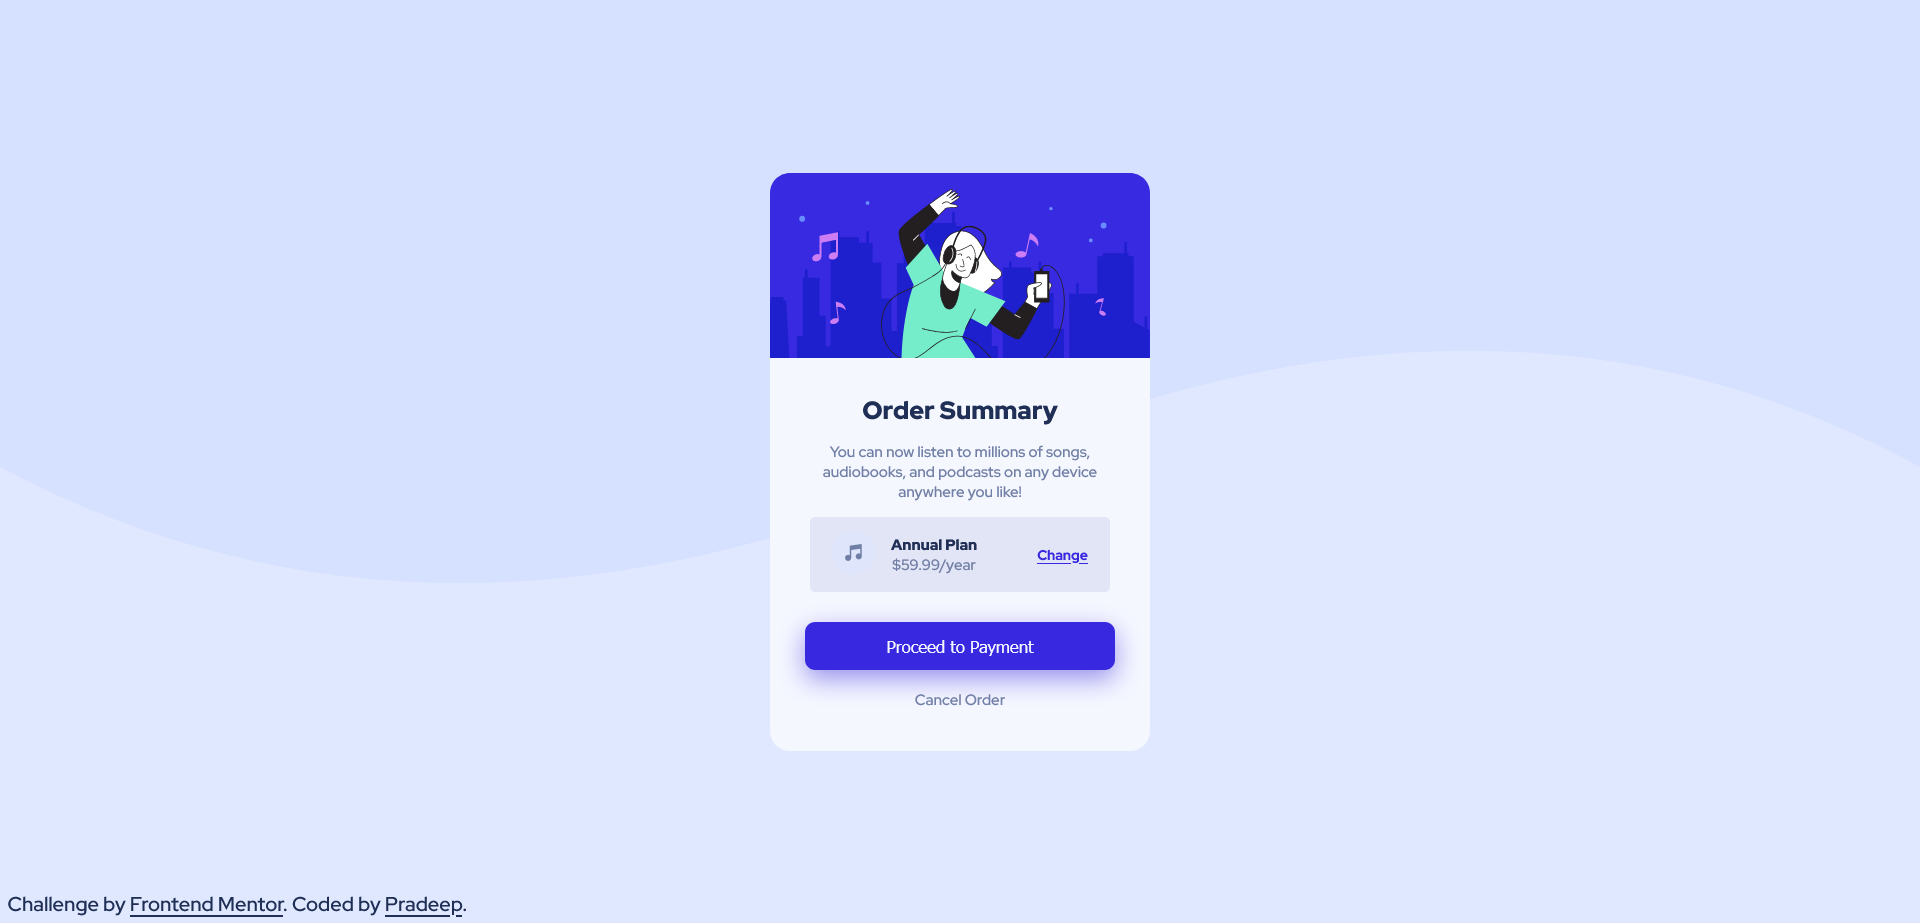 Order Summary
You can now listen to millions of songs,
audiobooks, and podcasts on any device
anywhere you like!
Annual Plan
$59.99/year
Change
Proceed to Payment
Cancel Order
Challenge by Frontend Mentor. Coded by Pradeep.